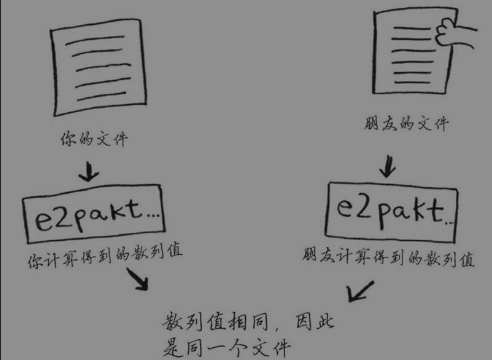 你的文件
朋友的文件
e2pakt...
e2pakt...
你计算得到的散列值
朋友计算得到的散列值
散列值相同，因此
是同一个文件